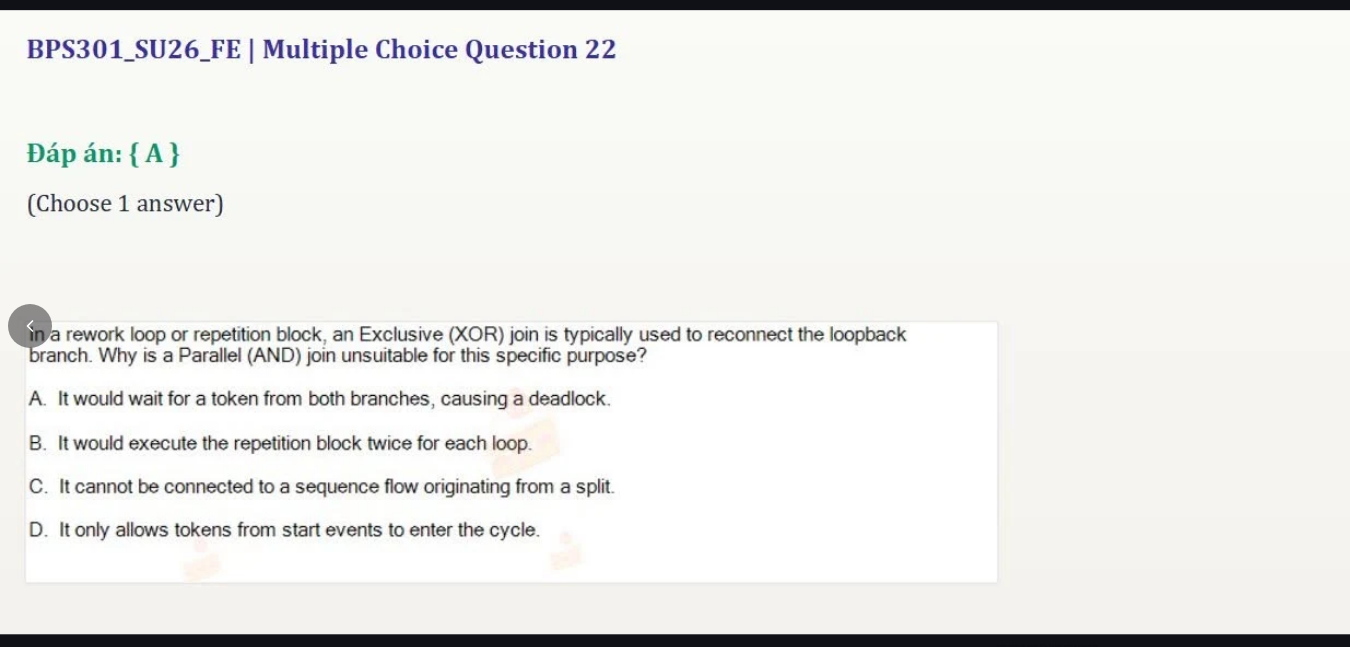 BPS301_SU26_FE | Multiple Choice Question 22
Đáp án: { A }
(Choose 1 answer)
In a rework loop or repetition block, an Exclusive (XOR) join is typically used to reconnect the loopback
branch. Why is a Parallel (AND) join unsuitable for this specific purpose?
A. It would wait for a token from both branches, causing a deadlock.
B. It would execute the repetition block twice for each loop.
C. It cannot be connected to a sequence flow originating from a split.
D. It only allows tokens from start events to enter the cycle.